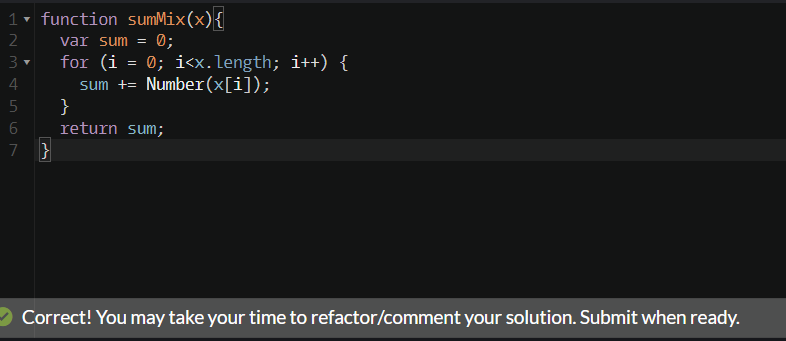 1 function sumMix(x){
2 var sum = 0;
3 for (i = 0; i<x.length; i++) {
4 sum += Number(x[i]);
5 }
6 return sum;
7 }
Correct! You may take your time to refactor/comment your solution. Submit when ready.